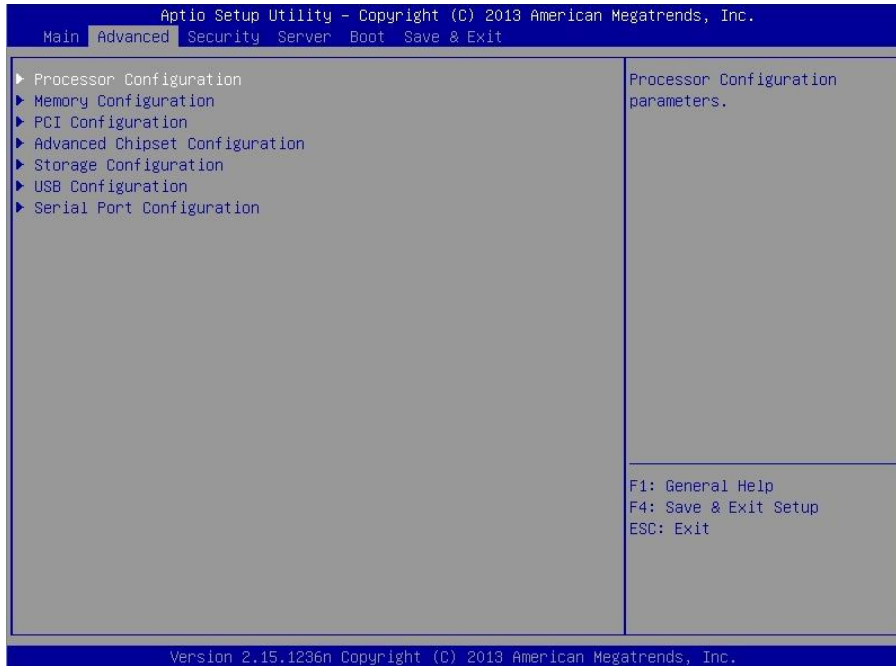 Aptio Setup Utility – Copyright (C) 2013 American Megatrends, Inc.
Main Advanced Security Server Boot Save & Exit
Processor Configuration
Memory Configuration
PCI Configuration
Advanced Chipset Configuration
Storage Configuration
USB Configuration
Serial Port Configuration
Processor Configuration
parameters.
F1: General Help
F4: Save & Exit Setup
ESC: Exit
Version 2.15.1236n Copyright (C) 2013 American Megatrends, Inc.